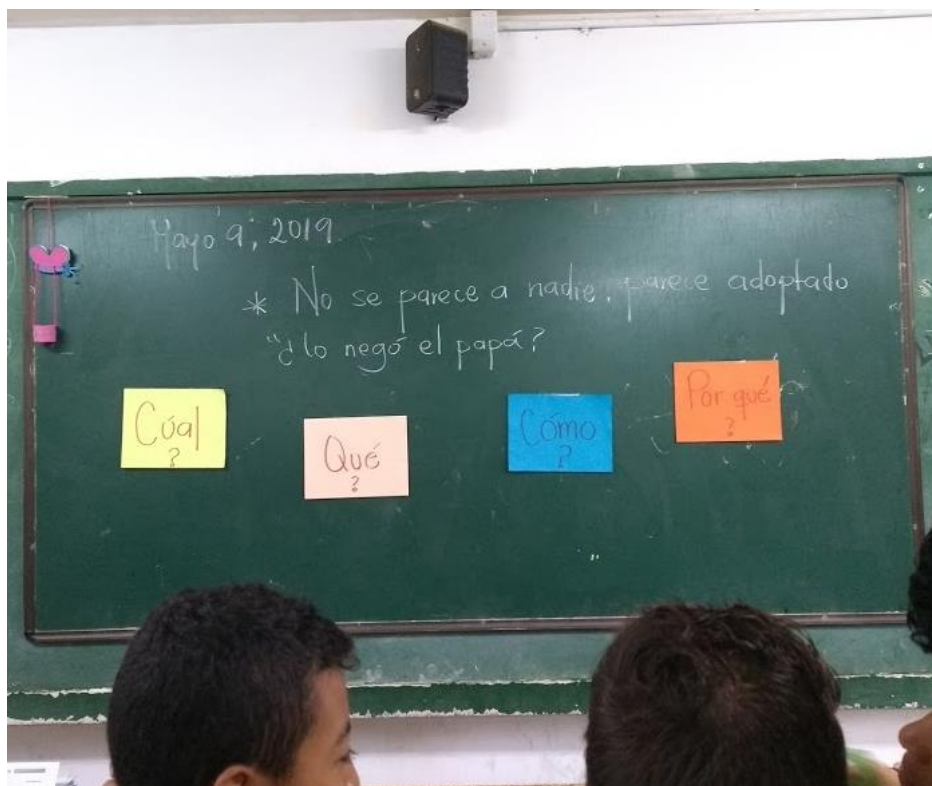 Mayo 9, 2019
* No se parece a nadie, parece adoptado
"¿lo negó el papá?
Cúal
?
Qué
?
Cómo
?
Por qué
?